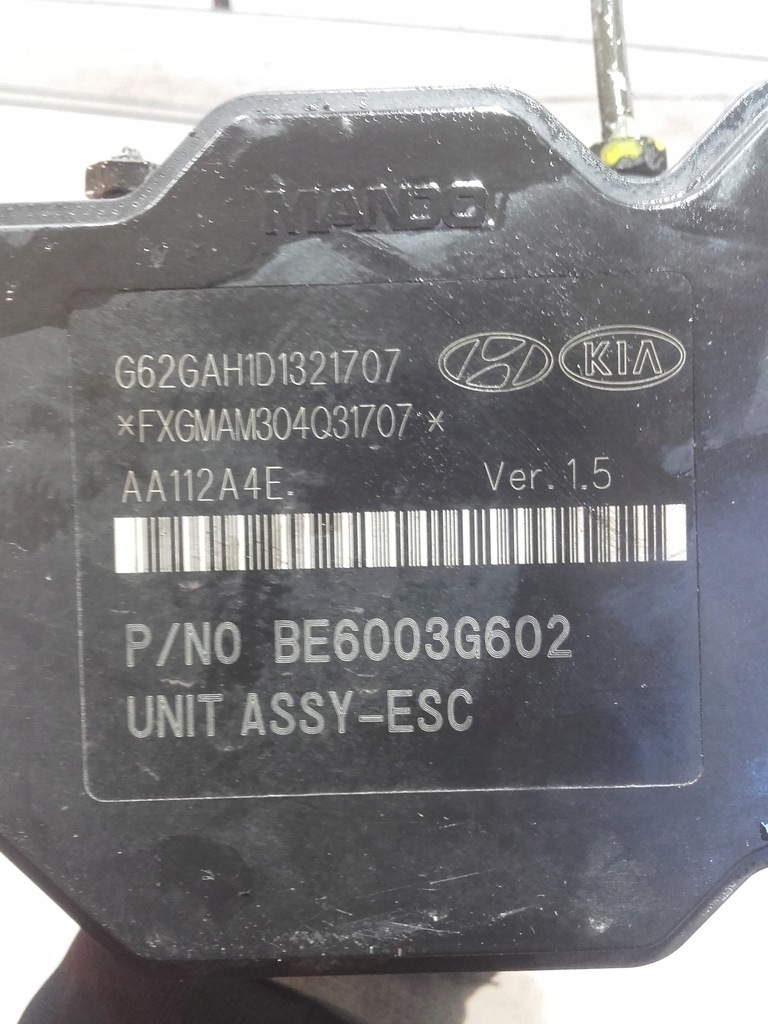 MANDO
G62GAH1D1321707
KIA
*FXGMAM304Q31707 *
AA112A4E.
Ver. 1.5
P/NO BE6003G602
UNIT ASSY-ESC